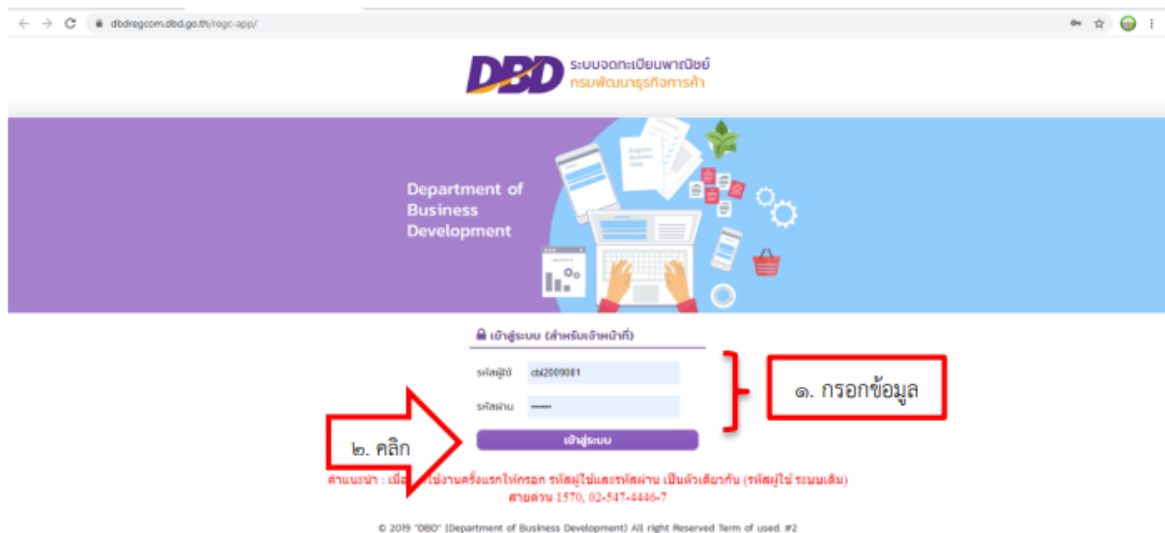 dbdregcom.dbd.go.th/regc-app/
DBD
ระบบจดทะเบียนพาณิชย์
กรมพัฒนาธุรกิจการค้า
Department of
Business
Development
เข้าสู่ระบบ (สำหรับเจ้าหน้าที่)
รหัสผู้ใช้ cbl2009081
รหัสผ่าน
๑. กรอกข้อมูล
เข้าสู่ระบบ
๒. คลิก
คำแนะนำ : ใช้งานครั้งแรกให้กรอก รหัสผู้ใช้และรหัสผ่าน เป็นตัวเดียวกัน (รหัสผู้ใช้ ระบบเดิม)
สายด่วน 1570, 02-547-4446-7
© 2019 "DBD" (Department of Business Development) All right Reserved Term of used. #2